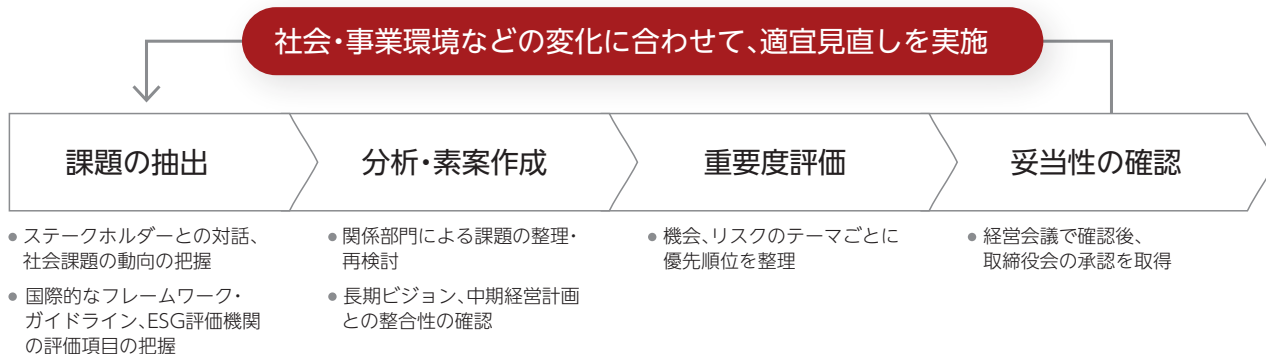 社会・事業環境などの変化に合わせて、適宜見直しを実施
課題の抽出
分析・素案作成
重要度評価
妥当性の確認
● ステークホルダーとの対話、
社会課題の動向の把握
● 国際的なフレームワーク・
ガイドライン、ESG評価機関
の評価項目の把握
● 関係部門による課題の整理・
再検討
● 長期ビジョン、中期経営計画
との整合性の確認
● 機会、リスクのテーマごとに
優先順位を整理
● 経営会議で確認後、
取締役会の承認を取得